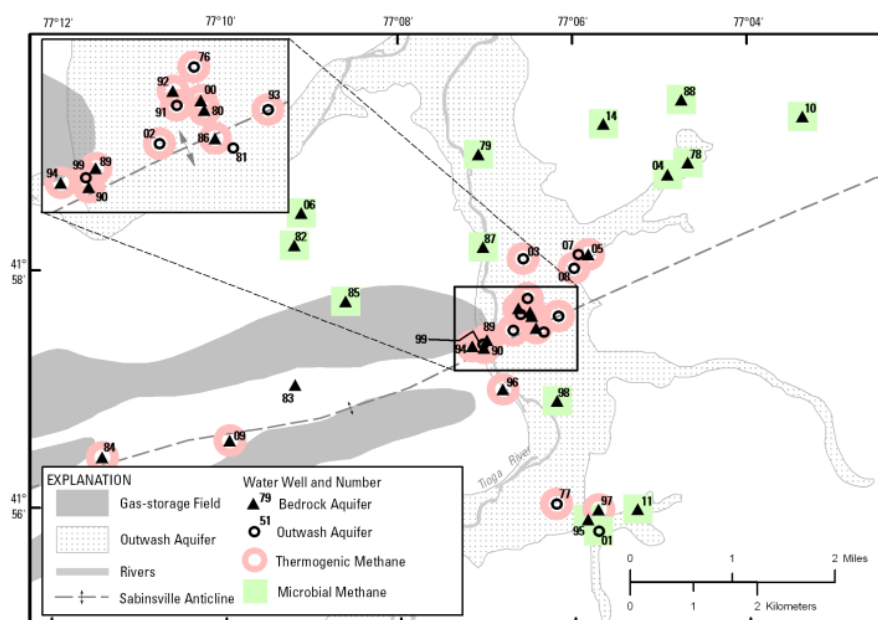 77°12' 77°10' 77°08' 77°06' 77°04'
76
92 00
93
91 80
02
86
81
99 89
94
90
88
14 10
79
78
04
06
82 87
03 07 05
41° 58'
08
85
99 89
94 90
83
96
98
09
84
Tioga River
77 97 11
41° 56'
95
01
EXPLANATION
Gas-storage Field
Outwash Aquifer
Rivers
Sabinsville Anticline
Water Well and Number
79 Bedrock Aquifer
51 Outwash Aquifer
Thermogenic Methane
Microbial Methane
0 1 2 Miles
0 1 2 Kilometers